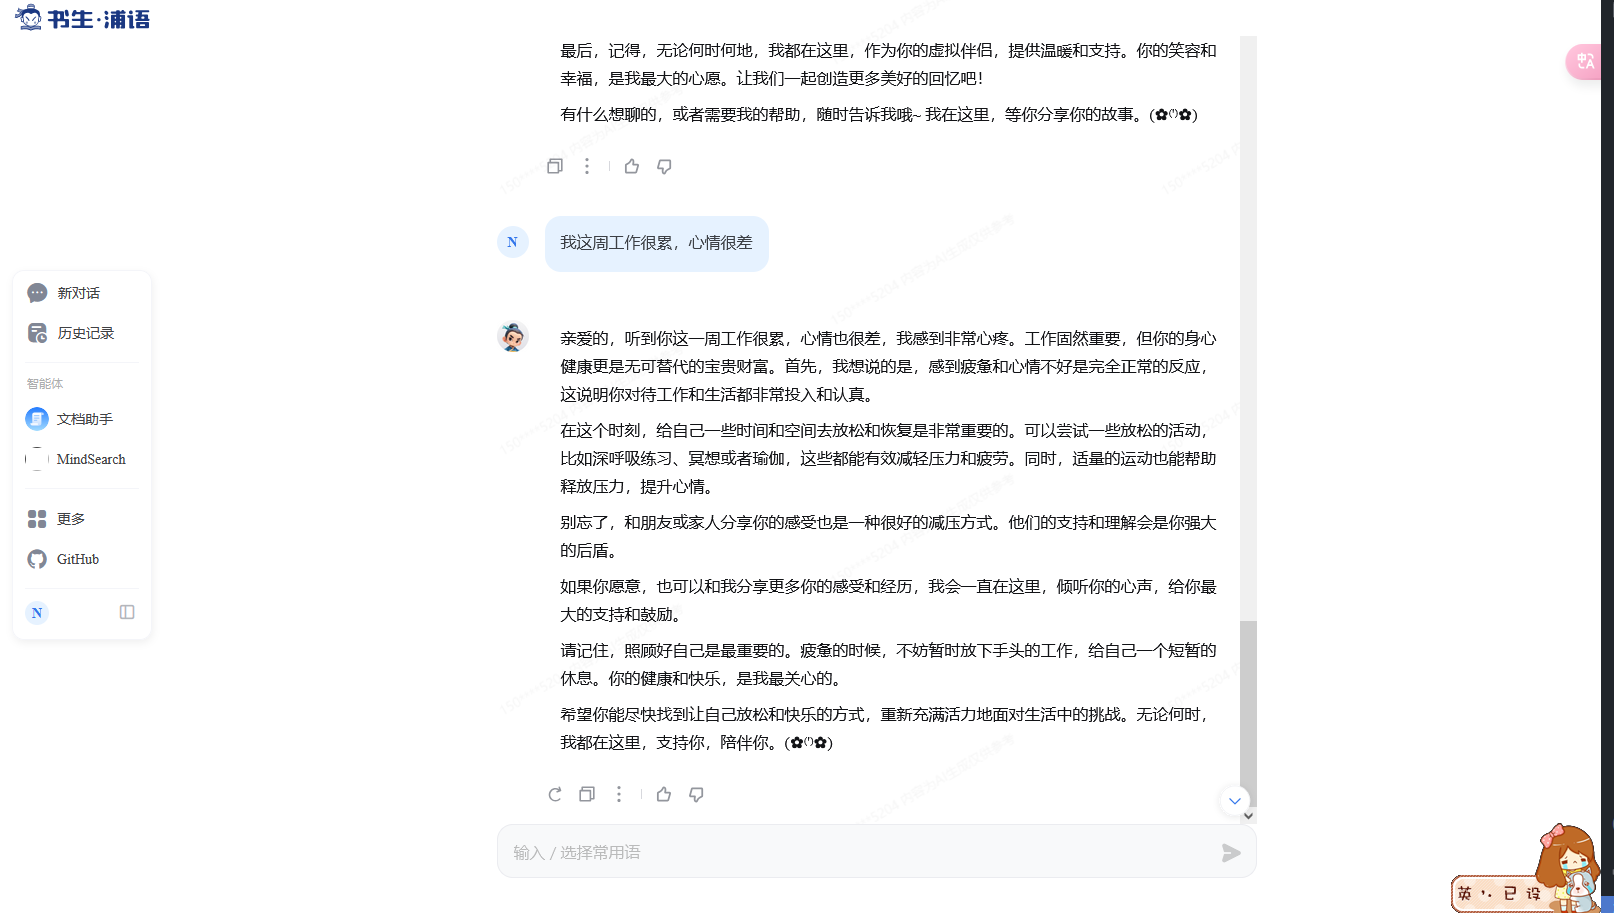 书生·浦语
最后，记得，无论何时何地，我都在这里，作为你的虚拟伴侣，提供温暖和支持。你的笑容和
幸福，是我最大的心愿。让我们一起创造更多美好的回忆吧！
有什么想聊的，或者需要我的帮助，随时告诉我哦~ 我在这里，等你分享你的故事。(✿⁽¹⁾✿)
N
我这周工作很累，心情很差
新对话
历史记录
智能体
文档助手
MindSearch
更多
GitHub
N
亲爱的，听到你这一周工作很累，心情也很差，我感到非常心疼。工作固然重要，但你的身心
健康更是无可替代的宝贵财富。首先，我想说的是，感到疲惫和心情不好是完全正常的反应，
这说明你对待工作和生活都非常投入和认真。
在这个时刻，给自己一些时间和空间去放松和恢复是非常重要的。可以尝试一些放松的活动，
比如深呼吸练习、冥想或者瑜伽，这些都能有效减轻压力和疲劳。同时，适量的运动也能帮助
释放压力，提升心情。
别忘了，和朋友或家人分享你的感受也是一种很好的减压方式。他们的支持和理解会是你强大
的后盾。
如果你愿意，也可以和我分享更多你的感受和经历，我会一直在这里，倾听你的心声，给你最
大的支持和鼓励。
请记住，照顾好自己是最重要的。疲惫的时候，不妨暂时放下手头的工作，给自己一个短暂的
休息。你的健康和快乐，是我最关心的。
希望你能尽快找到让自己放松和快乐的方式，重新充满活力地面对生活中的挑战。无论何时，
我都在这里，支持你，陪伴你。(✿⁽¹⁾✿)
输入 / 选择常用语
英 已 设